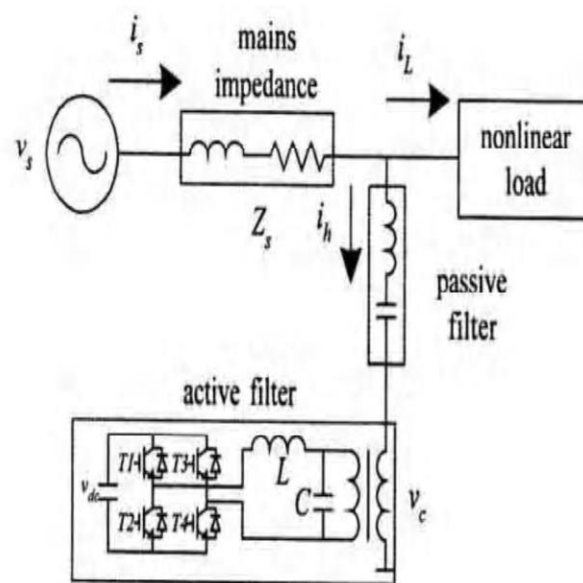 i_s
mains
impedance
i_L
v_s
nonlinear
load
Z_s
i_h
passive
filter
active filter
T1
T3
L
v_dc
C
v_c
T2
T4